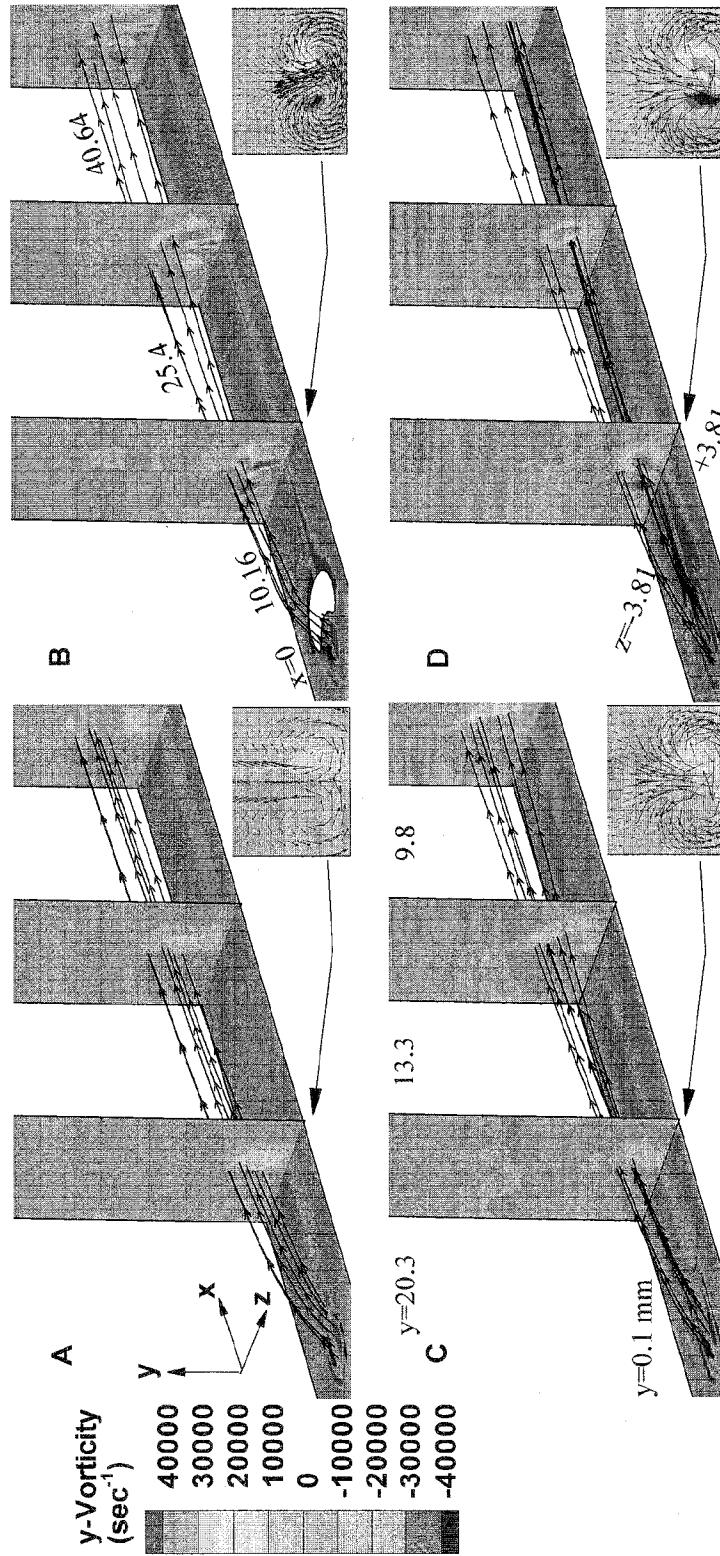 y-Vorticity
(sec⁻¹)
40000
30000
20000
10000
0
-10000
-20000
-30000
-40000
A
y
x
z
B
x=0
10.16
25.4
40.64
C
y=20.3
13.3
9.8
y=0.1 mm
D
z=-3.81
+3.81